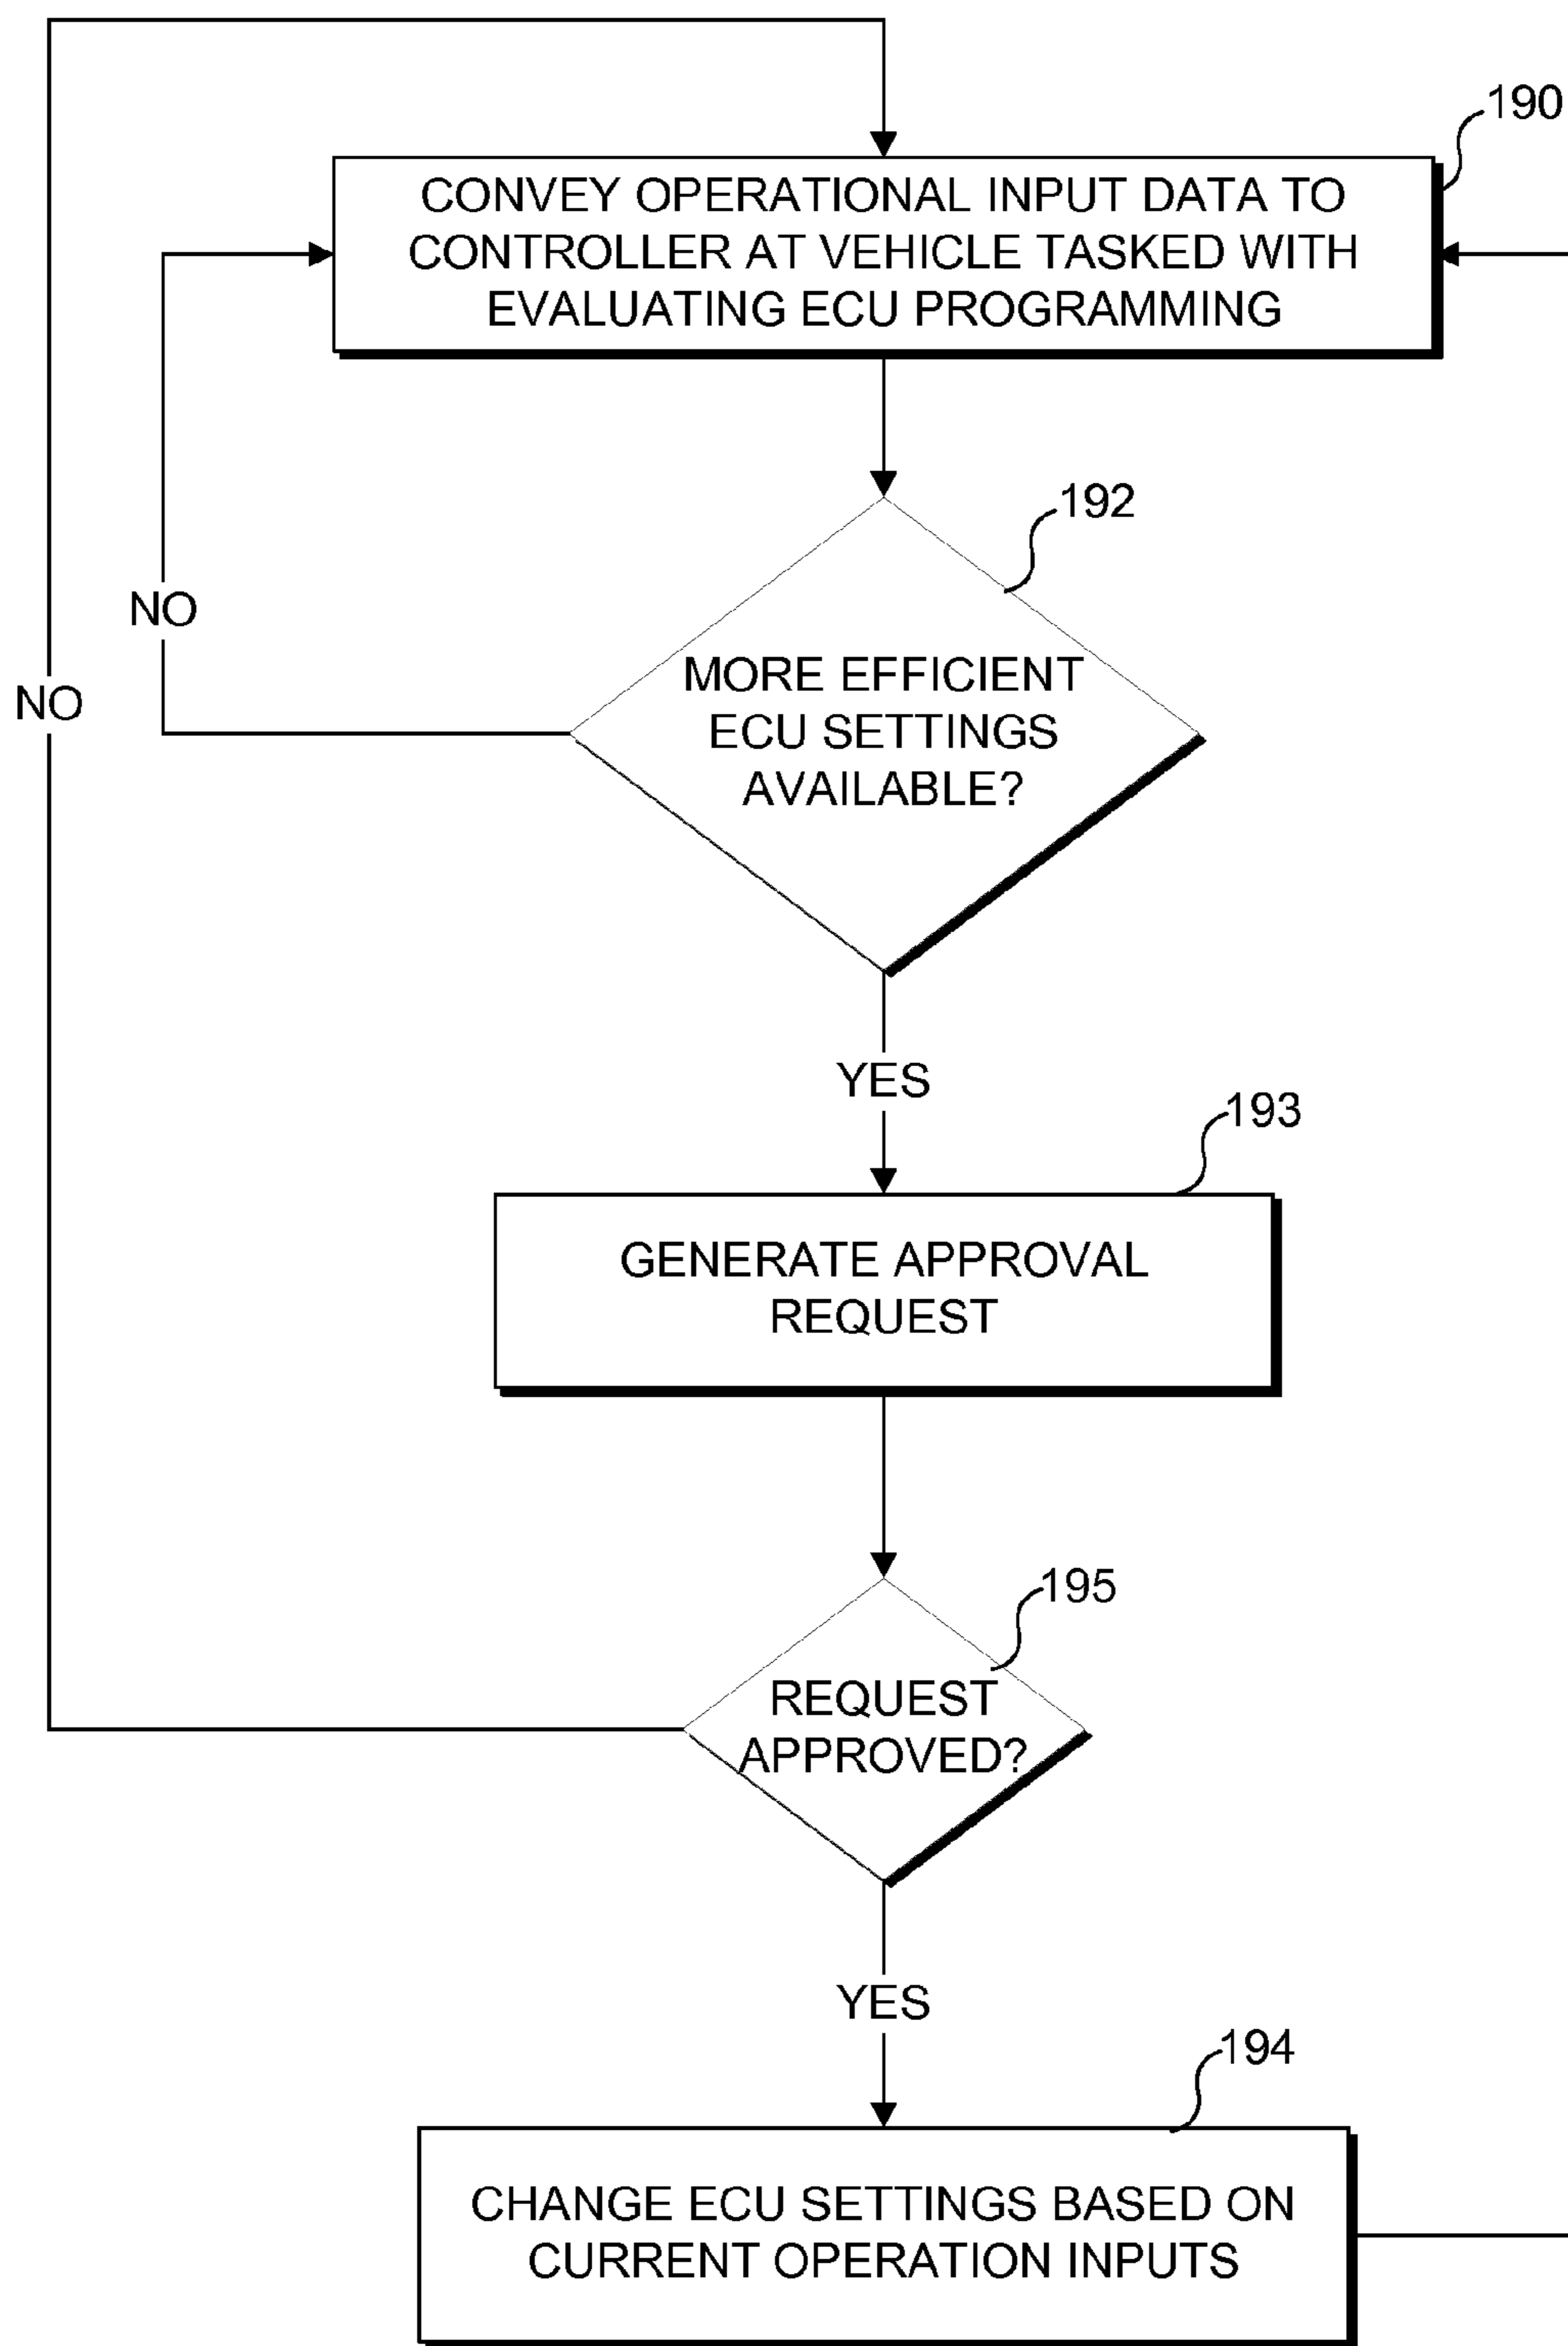 190
CONVEY OPERATIONAL INPUT DATA TO
CONTROLLER AT VEHICLE TASKED WITH
EVALUATING ECU PROGRAMMING
192
NO
MORE EFFICIENT
ECU SETTINGS
AVAILABLE?
NO
YES
193
GENERATE APPROVAL
REQUEST
195
REQUEST
APPROVED?
YES
194
CHANGE ECU SETTINGS BASED ON
CURRENT OPERATION INPUTS